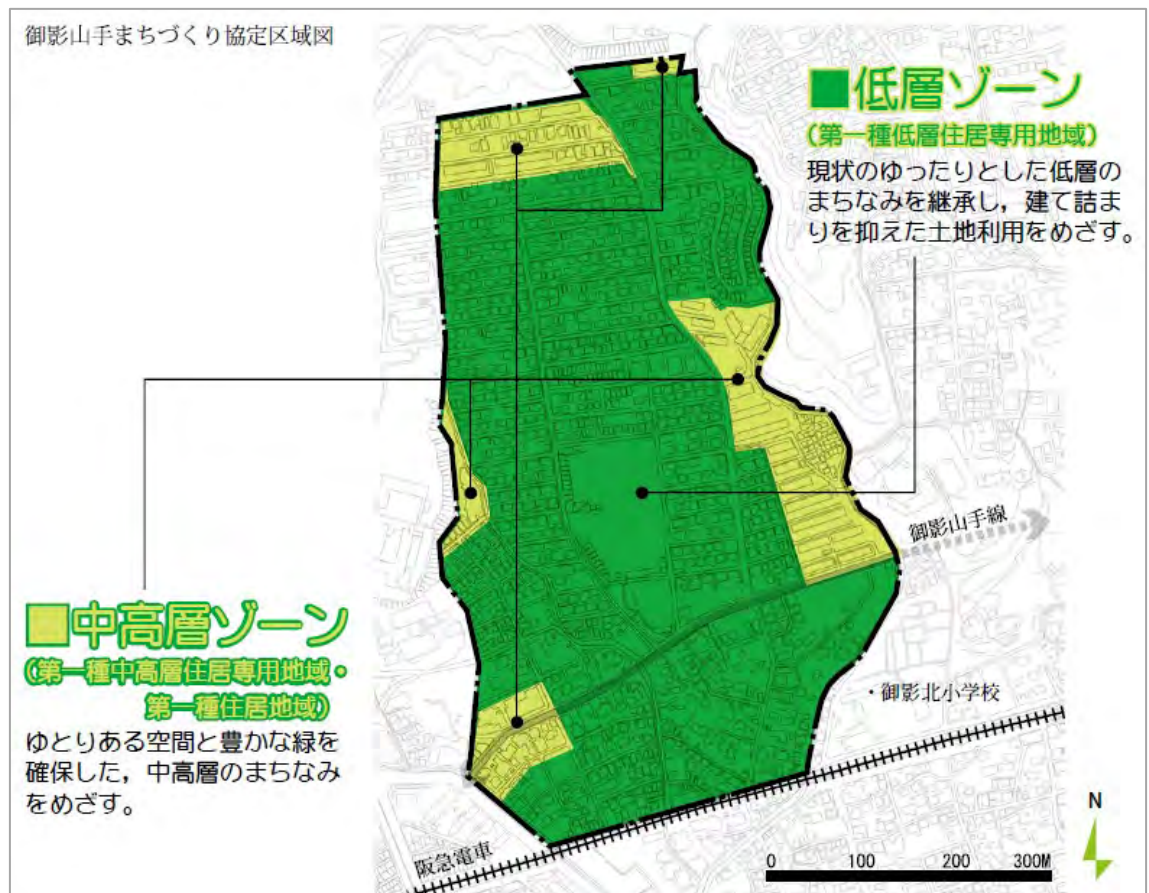 御影山手まちづくり協定区域図
■低層ゾーン
(第一種低層住居専用地域)
現状のゆったりとした低層の
まちなみを継承し，建て詰ま
りを抑えた土地利用をめざす。
御影山手線
■中高層ゾーン
(第一種中高層住居専用地域・
第一種住居地域)
ゆとりある空間と豊かな緑を
確保した，中高層のまちなみ
をめざす。
・御影北小学校
阪急電車
N
0 100 200 300M